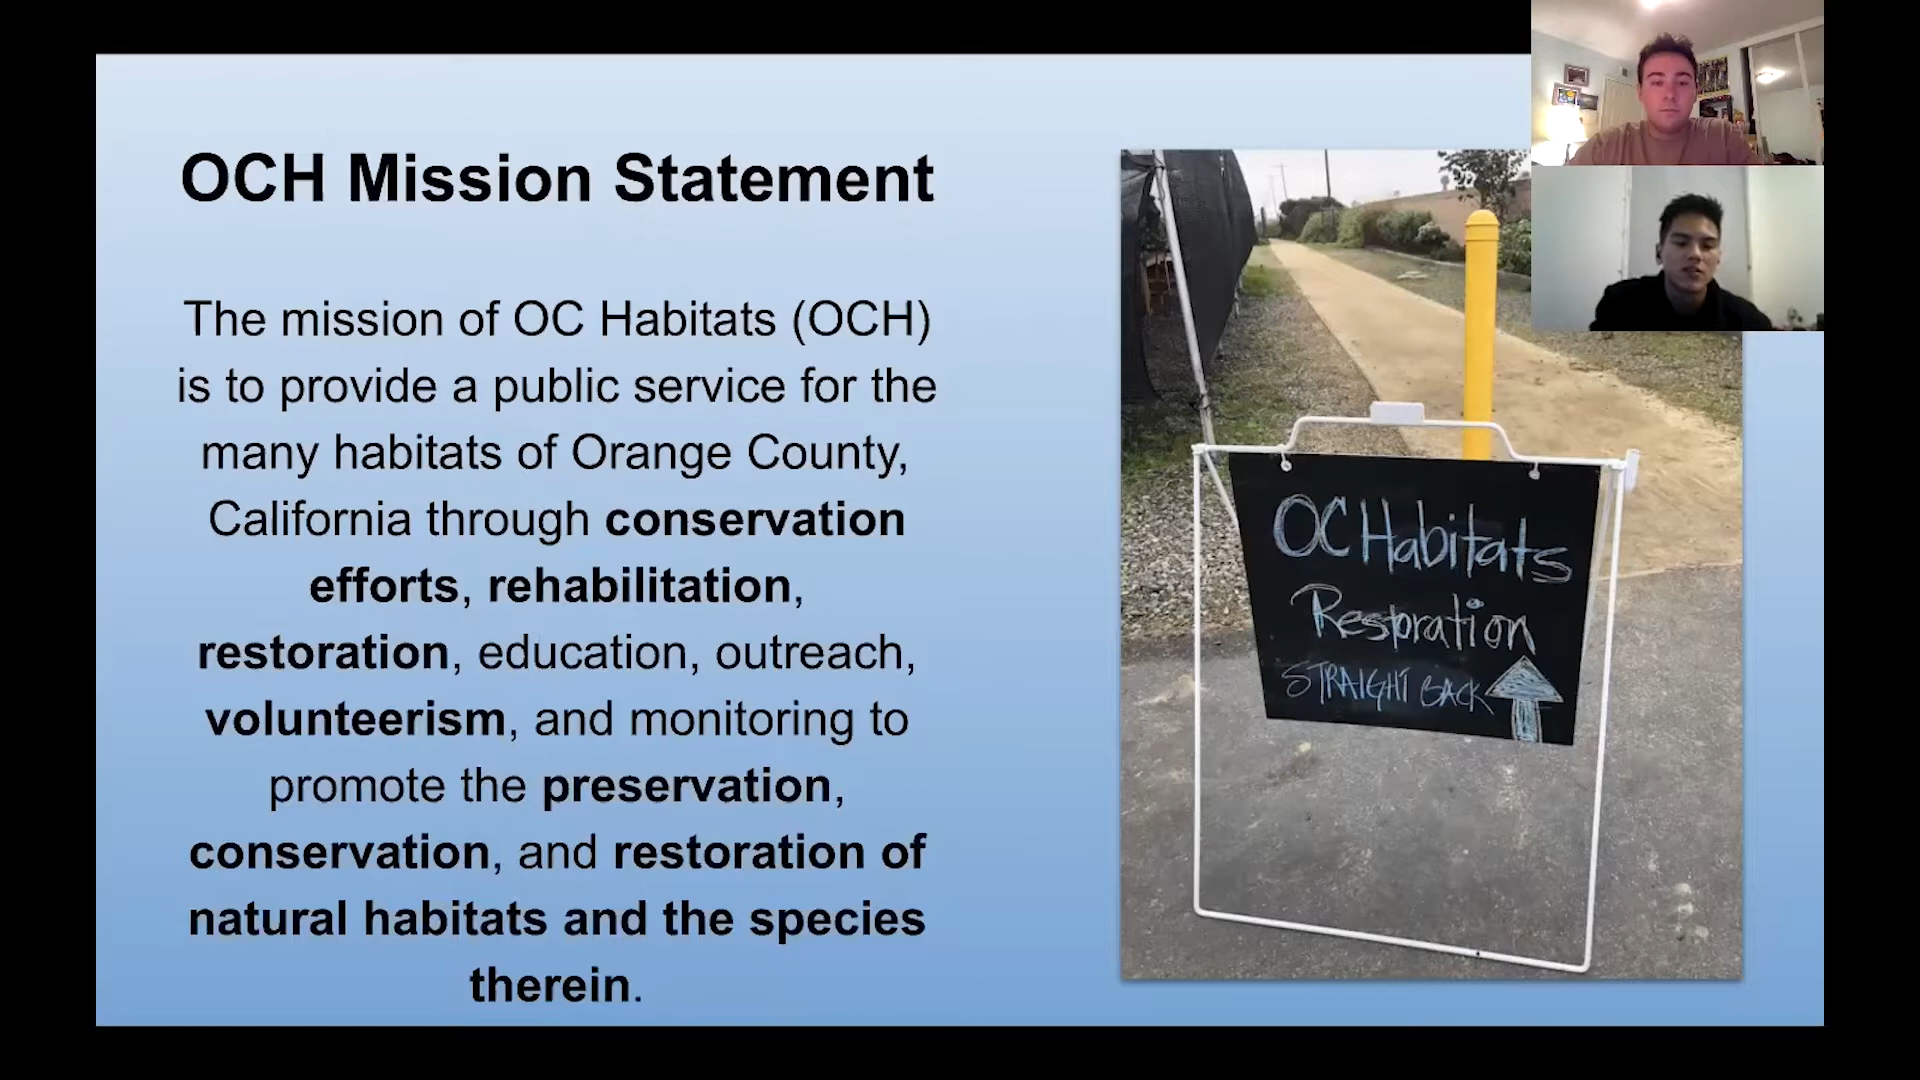 OCH Mission Statement
The mission of OC Habitats (OCH)
is to provide a public service for the
many habitats of Orange County,
California through conservation
efforts, rehabilitation,
restoration, education, outreach,
volunteerism, and monitoring to
promote the preservation,
conservation, and restoration of
natural habitats and the species
therein.
OC Habitats
Restoration
STRAIGHT BACK